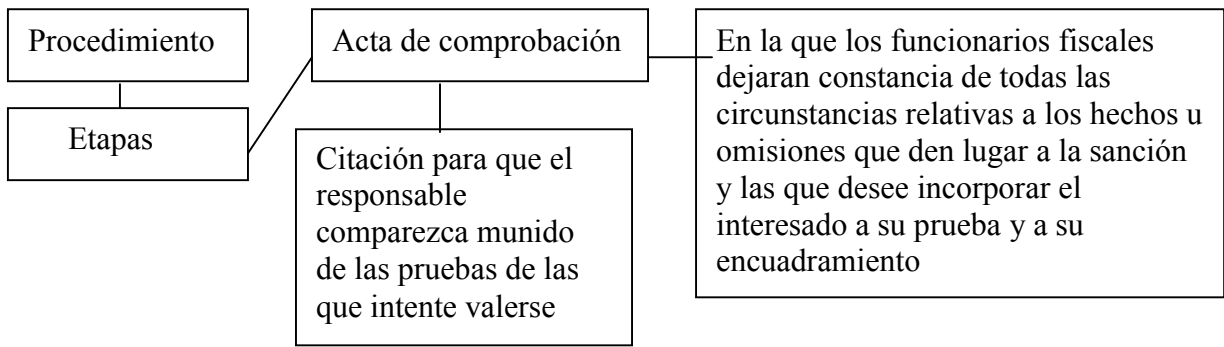 Procedimiento
Etapas
Acta de comprobación
Citación para que el
responsable
comparezca munido
de las pruebas de las
que intente valerse
En la que los funcionarios fiscales
dejaran constancia de todas las
circunstancias relativas a los hechos u
omisiones que den lugar a la sanción
y las que desee incorporar el
interesado a su prueba y a su
encuadramiento